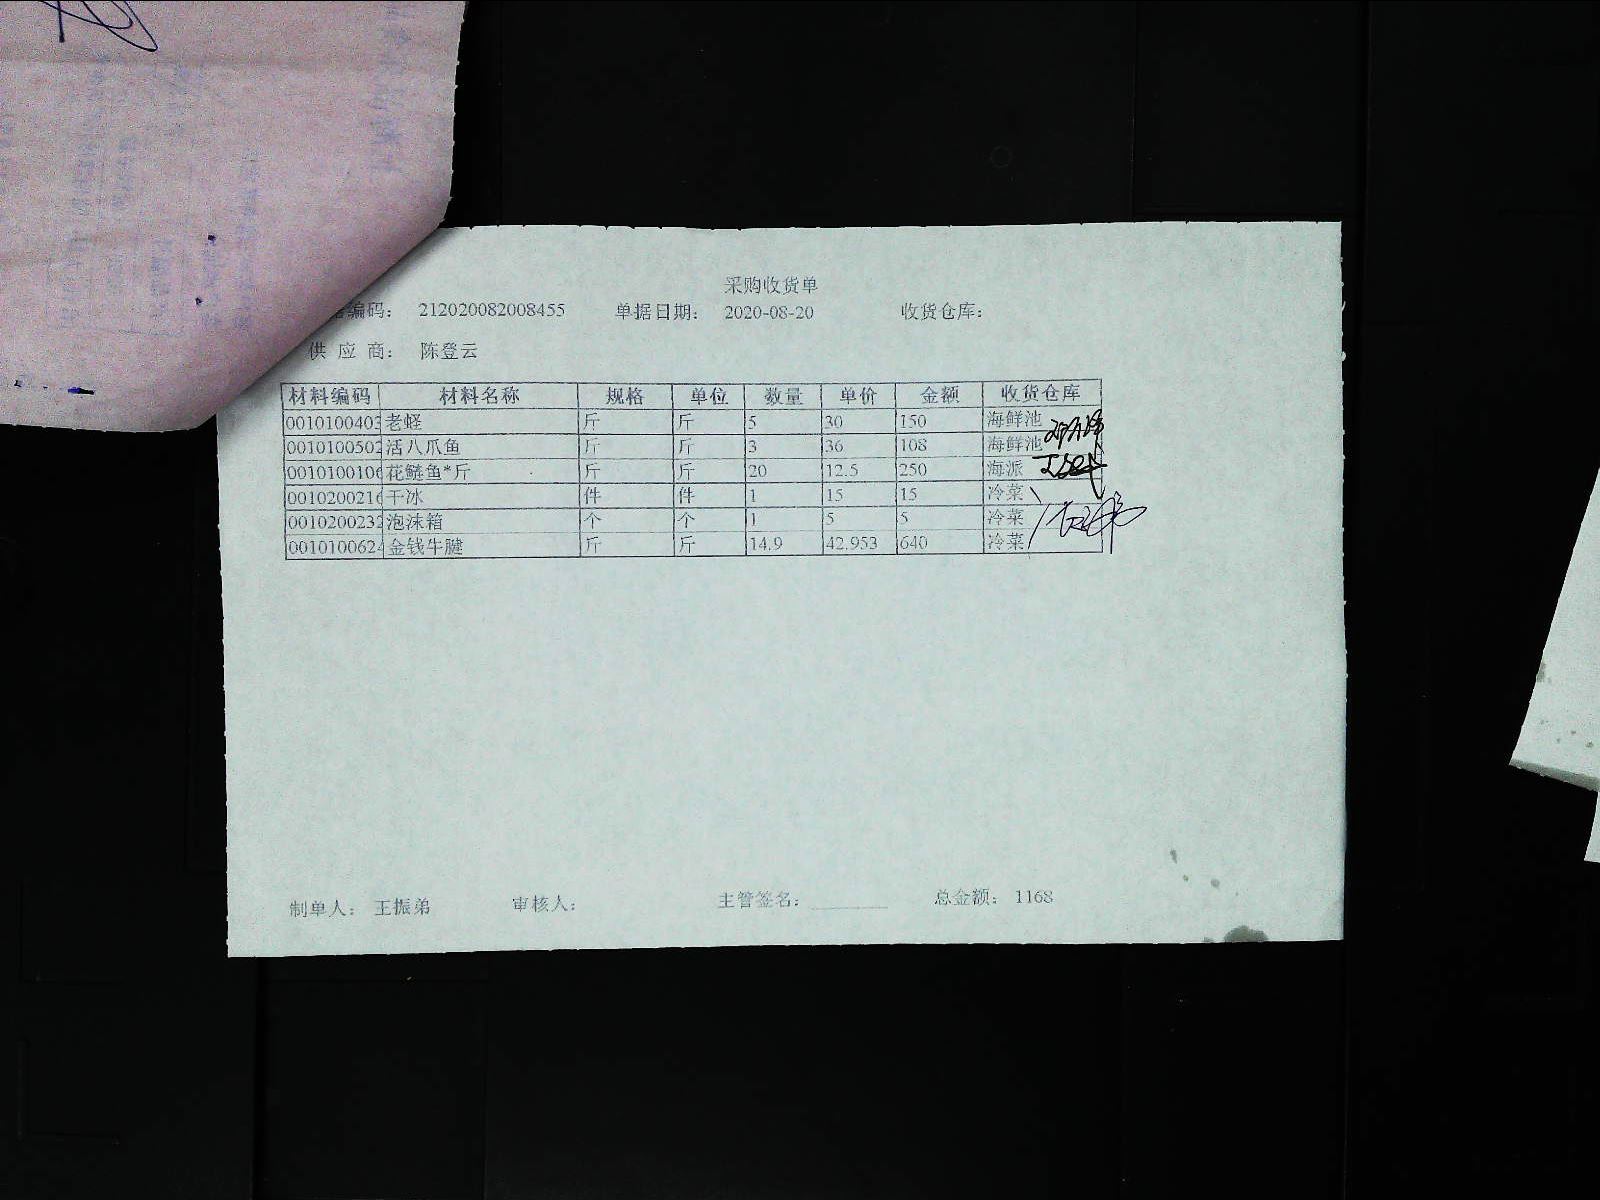 采购收货单
编码： 212020082008455 单据日期： 2020-08-20 收货仓库：
供 应 商： 陈登云
材料编码 材料名称 规格 单位 数量 单价 金额 收货仓库
0010100403 老蛏 斤 斤 5 30 150 海鲜池
0010100502 活八爪鱼 斤 斤 3 36 108 海鲜池
0010100106 花鲢鱼*斤 斤 斤 20 12.5 250 海派
0010200216 干冰 件 件 1 15 15 冷菜
0010200232 泡沫箱 个 个 1 5 5 冷菜
0010100624 金钱牛腱 斤 斤 14.9 42.953 640 冷菜
制单人： 王振弟 审核人： 主管签名： 总金额： 1168